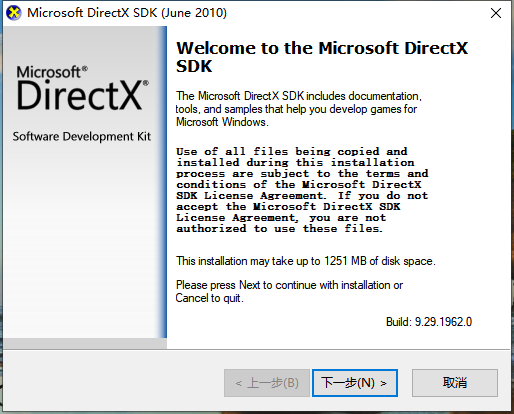 Microsoft DirectX SDK (June 2010)
Microsoft®
DirectX®
Software Development Kit
Welcome to the Microsoft DirectX
SDK
The Microsoft DirectX SDK includes documentation,
tools, and samples that help you develop games for
Microsoft Windows.
Use of all files being copied and
installed during this installation
process are subject to the terms and
conditions of the Microsoft DirectX
SDK License Agreement. If you do not
accept the Microsoft DirectX SDK
License Agreement, you are not
authorized to use these files.
This installation may take up to 1251 MB of disk space.
Please press Next to continue with installation or
Cancel to quit.
Build: 9.29.1962.0
< 上一步(B)
下一步(N) >
取消